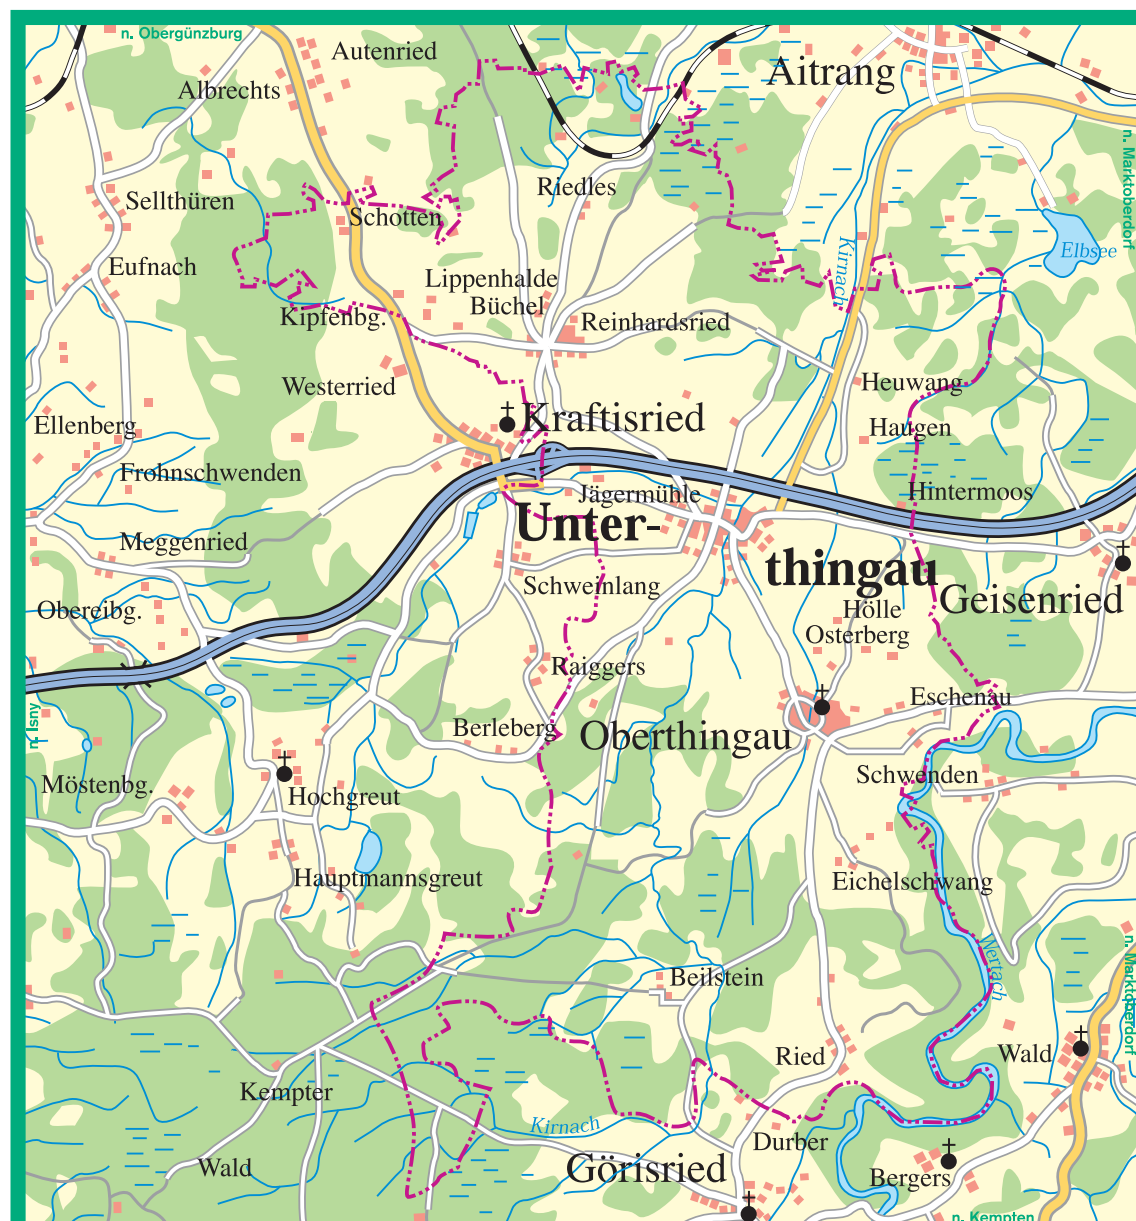 n. Obergünzburg
Autenried
Aitrang
Albrechts
n. Marktoberdorf
Riedles
Sellthüren
Schotten
Kirnach
Elbsee
Eufnach
Lippenhalde
Büchel
Kipfenbg.
Reinhardsried
Westerried
Heuwang
Kraftisried
Ellenberg
Haugen
Frohnschwenden
Jägermühle
Hintermoos
Unter-
Meggenried
thingau
Schweinlang
Geisenried
Obereibg.
Hölle
Osterberg
Raiggers
Eschenau
n. Isny
Berleberg
Oberthingau
Schwenden
Möstenbg.
Hochgreut
Hauptmannsgreut
Eichelschwang
Wertach
n. Marktoberdorf
Beilstein
Ried
Wald
Kempter
Kirnach
Durber
Wald
Görisried
Bergers
n. Kempten